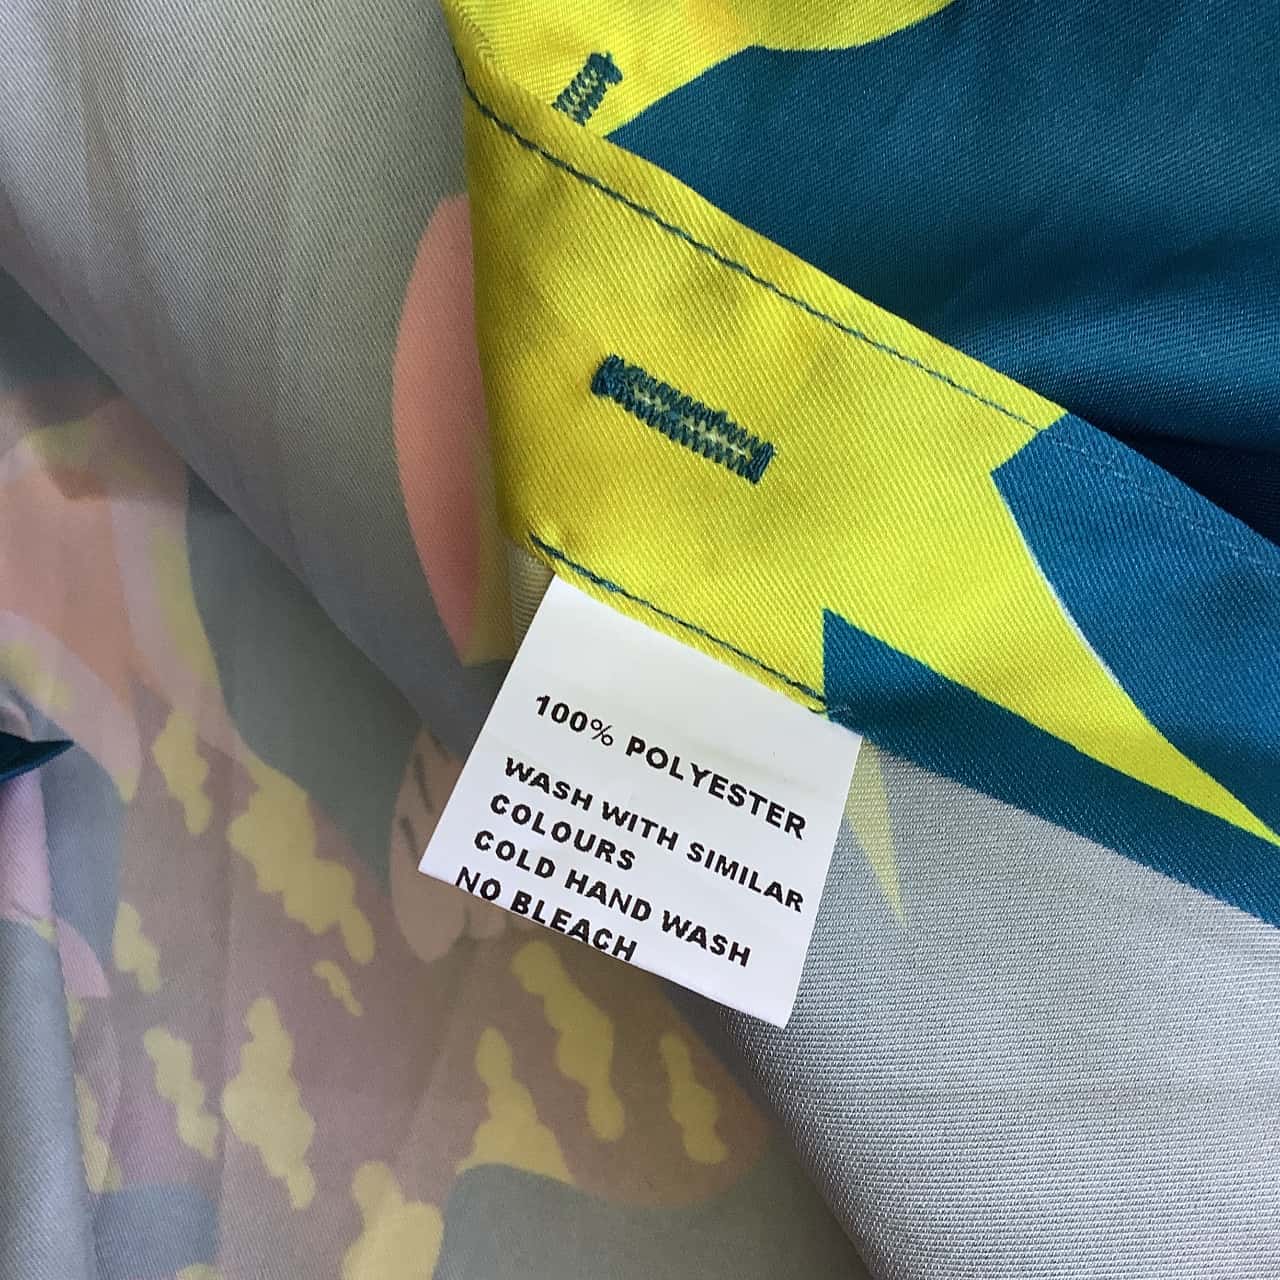 100% POLYESTER
WASH WITH SIMILAR
COLOURS
COLD HAND WASH
NO BLEACH